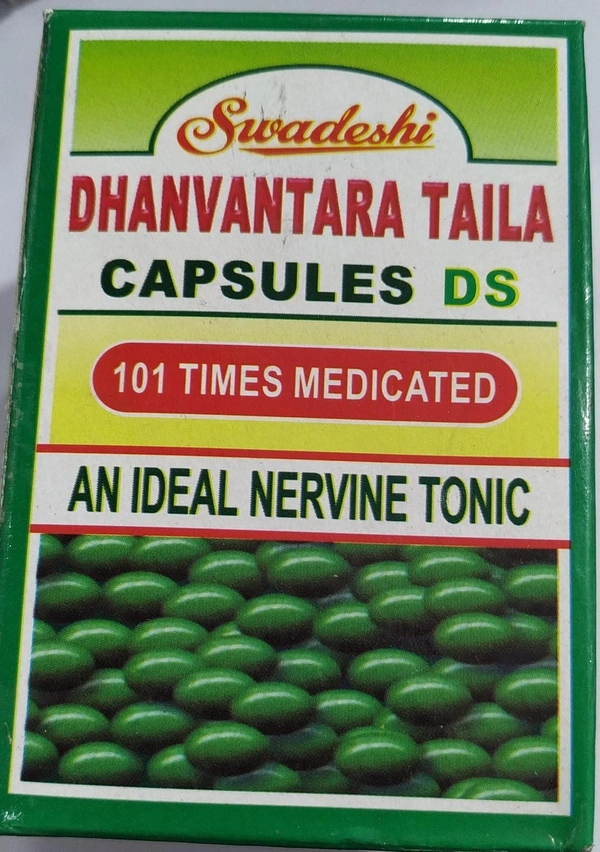 Swadeshi
DHANVANTARA TAILA
CAPSULES DS
101 TIMES MEDICATED
AN IDEAL NERVINE TONIC